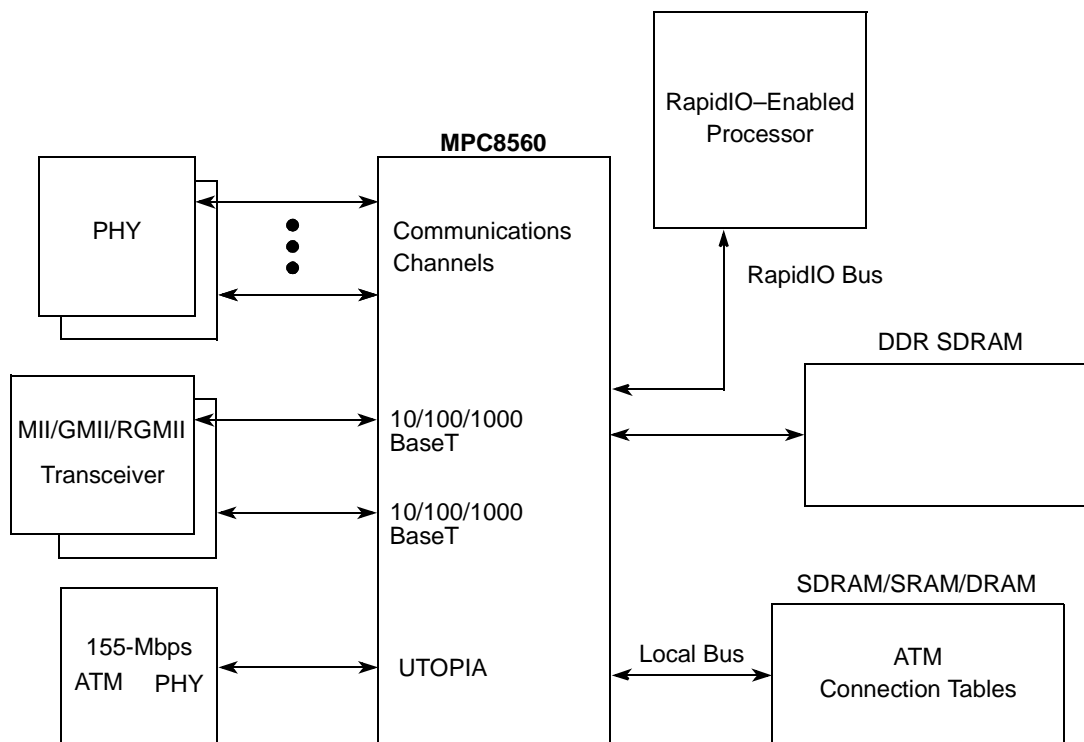 RapidIO–Enabled
Processor
MPC8560
PHY
Communications
Channels
RapidIO Bus
DDR SDRAM
MII/GMII/RGMII
Transceiver
10/100/1000
BaseT
10/100/1000
BaseT
SDRAM/SRAM/DRAM
155-Mbps
ATM PHY
UTOPIA
Local Bus
ATM
Connection Tables